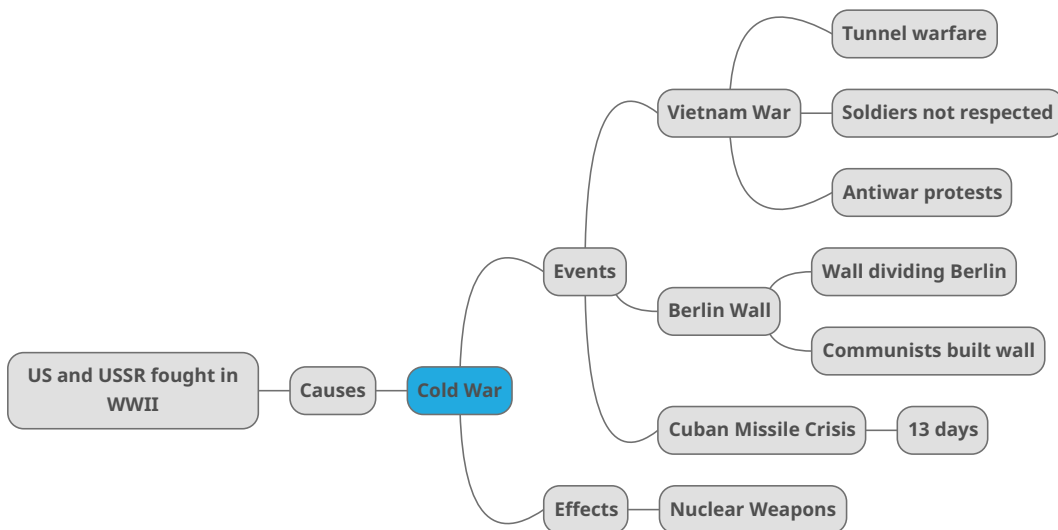 Tunnel warfare
Vietnam War
Soldiers not respected
Antiwar protests
Events
Wall dividing Berlin
Berlin Wall
Communists built wall
US and USSR fought in
WWII
Causes
Cold War
Cuban Missile Crisis
13 days
Effects
Nuclear Weapons